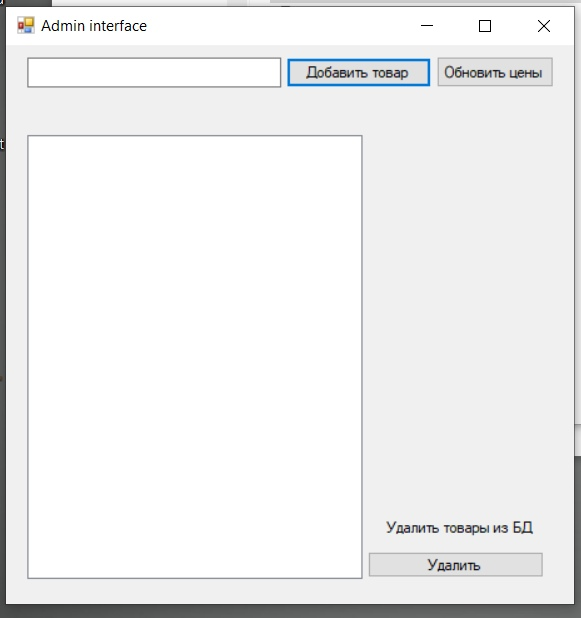 Admin interface
Добавить товар
Обновить цены
Удалить товары из БД
Удалить